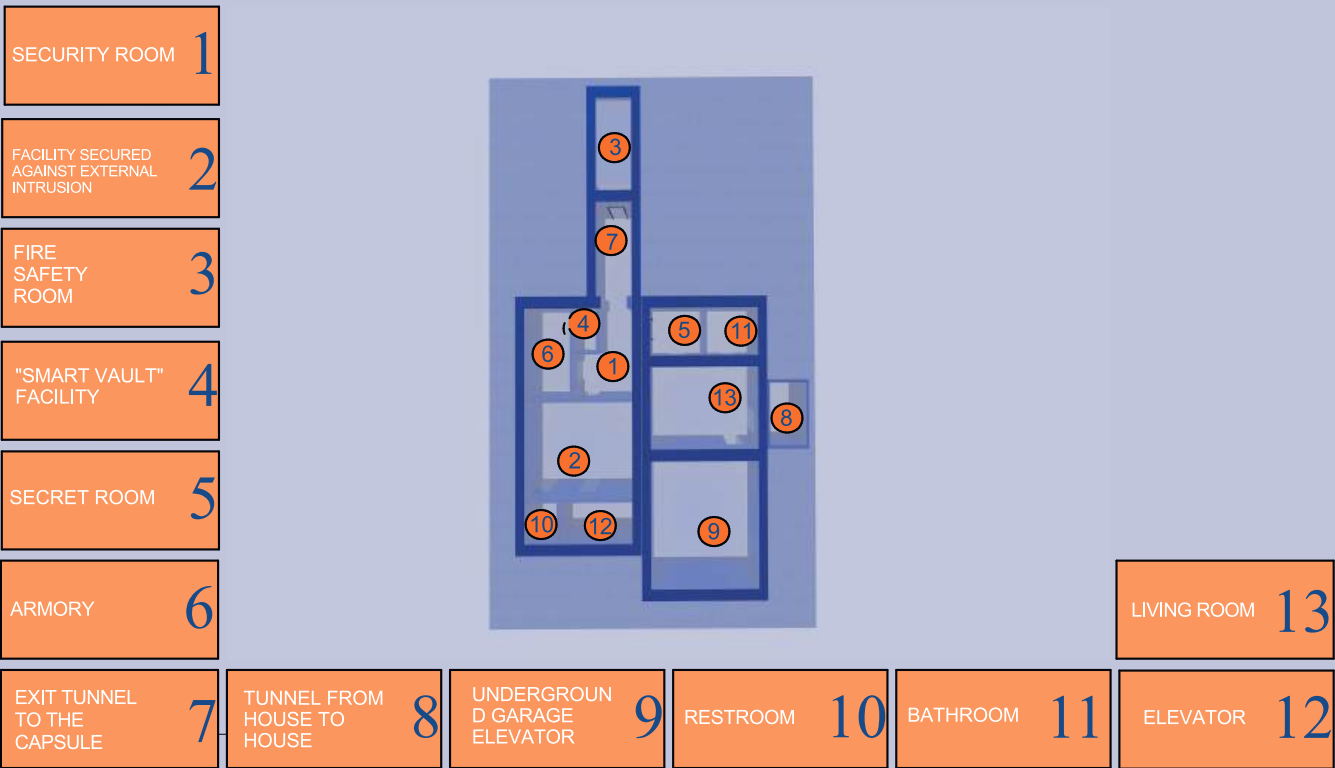 SECURITY ROOM 1
FACILITY SECURED
AGAINST EXTERNAL
INTRUSION 2
FIRE
SAFETY
ROOM 3
"SMART VAULT"
FACILITY 4
SECRET ROOM 5
ARMORY 6
EXIT TUNNEL
TO THE
CAPSULE 7
TUNNEL FROM
HOUSE TO
HOUSE 8
UNDERGROUN
D GARAGE
ELEVATOR 9
RESTROOM 10
BATHROOM 11
ELEVATOR 12
LIVING ROOM 13
3
7
4
5
11
6
1
13
8
2
10
12
9